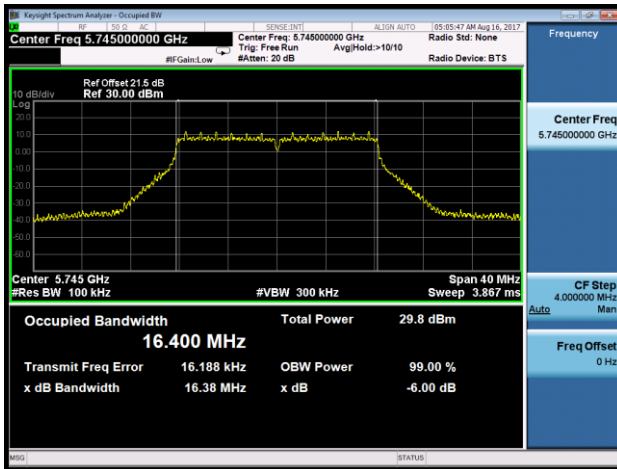 Keysight Spectrum Analyzer - Occupied BW
RF 50 Ω AC SENSE:INT ALIGN AUTO 05:05:47 AM Aug 16, 2017
Center Freq 5.745000000 GHz
Center Freq: 5.745000000 GHz
Radio Std: None
Trig: Free Run
Avg|Hold:>10/10
#IFGain:Low
#Atten: 20 dB
Radio Device: BTS
Ref Offset 21.5 dB
10 dB/div
Ref 30.00 dBm
Log
20.0
10.0
0.00
-10.0
-20.0
-30.0
-40.0
-50.0
-60.0
Center 5.745 GHz
Span 40 MHz
#Res BW 100 kHz
#VBW 300 kHz
Sweep 3.867 ms
Occupied Bandwidth
Total Power 29.8 dBm
16.400 MHz
Transmit Freq Error 16.188 kHz
OBW Power 99.00 %
x dB Bandwidth 16.38 MHz
x dB -6.00 dB
MSG
STATUS
Frequency
Center Freq
5.745000000 GHz
CF Step
4.000000 MHz
Auto Man
Freq Offset
0 Hz